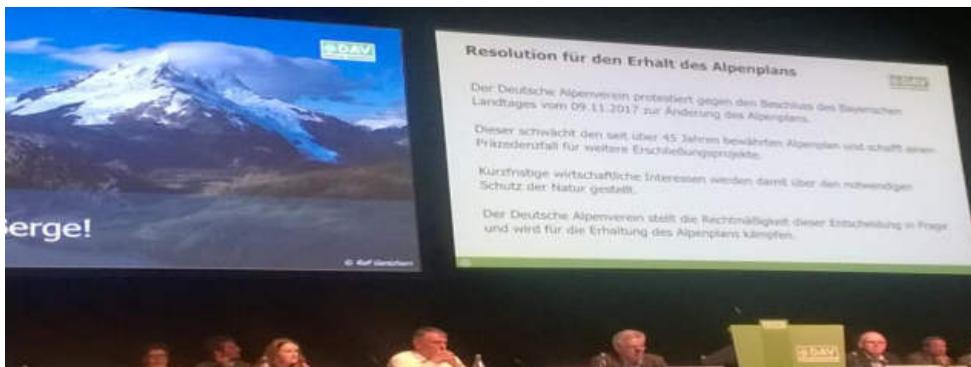 DAV
erge!
Resolution für den Erhalt des Alpenplans
DAV
Der Deutsche Alpenverein protestiert gegen den Beschluss des Bayerischen
Landtages vom 09.11.2017 zur Änderung des Alpenplans.
Dieser schwächt den seit über 45 Jahren bewährten Alpenplan und schafft einen
Präzedenzfall für weitere Erschließungsprojekte.
Kurzfristige wirtschaftliche Interessen werden damit über den notwendigen
Schutz der Natur gestellt.
Der Deutsche Alpenverein stellt die Rechtmäßigkeit dieser Entscheidung in Frage
und wird für die Erhaltung des Alpenplans kämpfen.
DAV